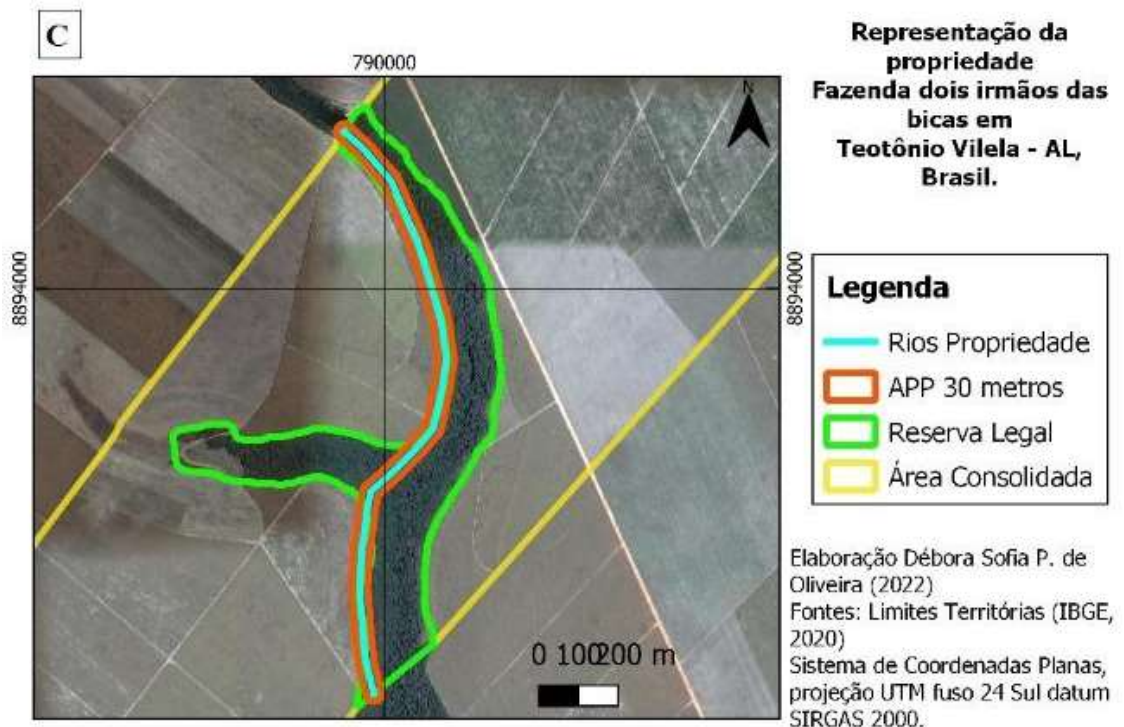 C
790000
N
8894000
8894000
0 100200 m
Representação da
propriedade
Fazenda dois irmãos das
bicas em
Teotônio Vilela - AL,
Brasil.
Legenda
Rios Propriedade
APP 30 metros
Reserva Legal
Área Consolidada
Elaboração Débora Sofia P. de
Oliveira (2022)
Fontes: Limites Territórias (IBGE,
2020)
Sistema de Coordenadas Planas,
projeção UTM fuso 24 Sul datum
SIRGAS 2000.